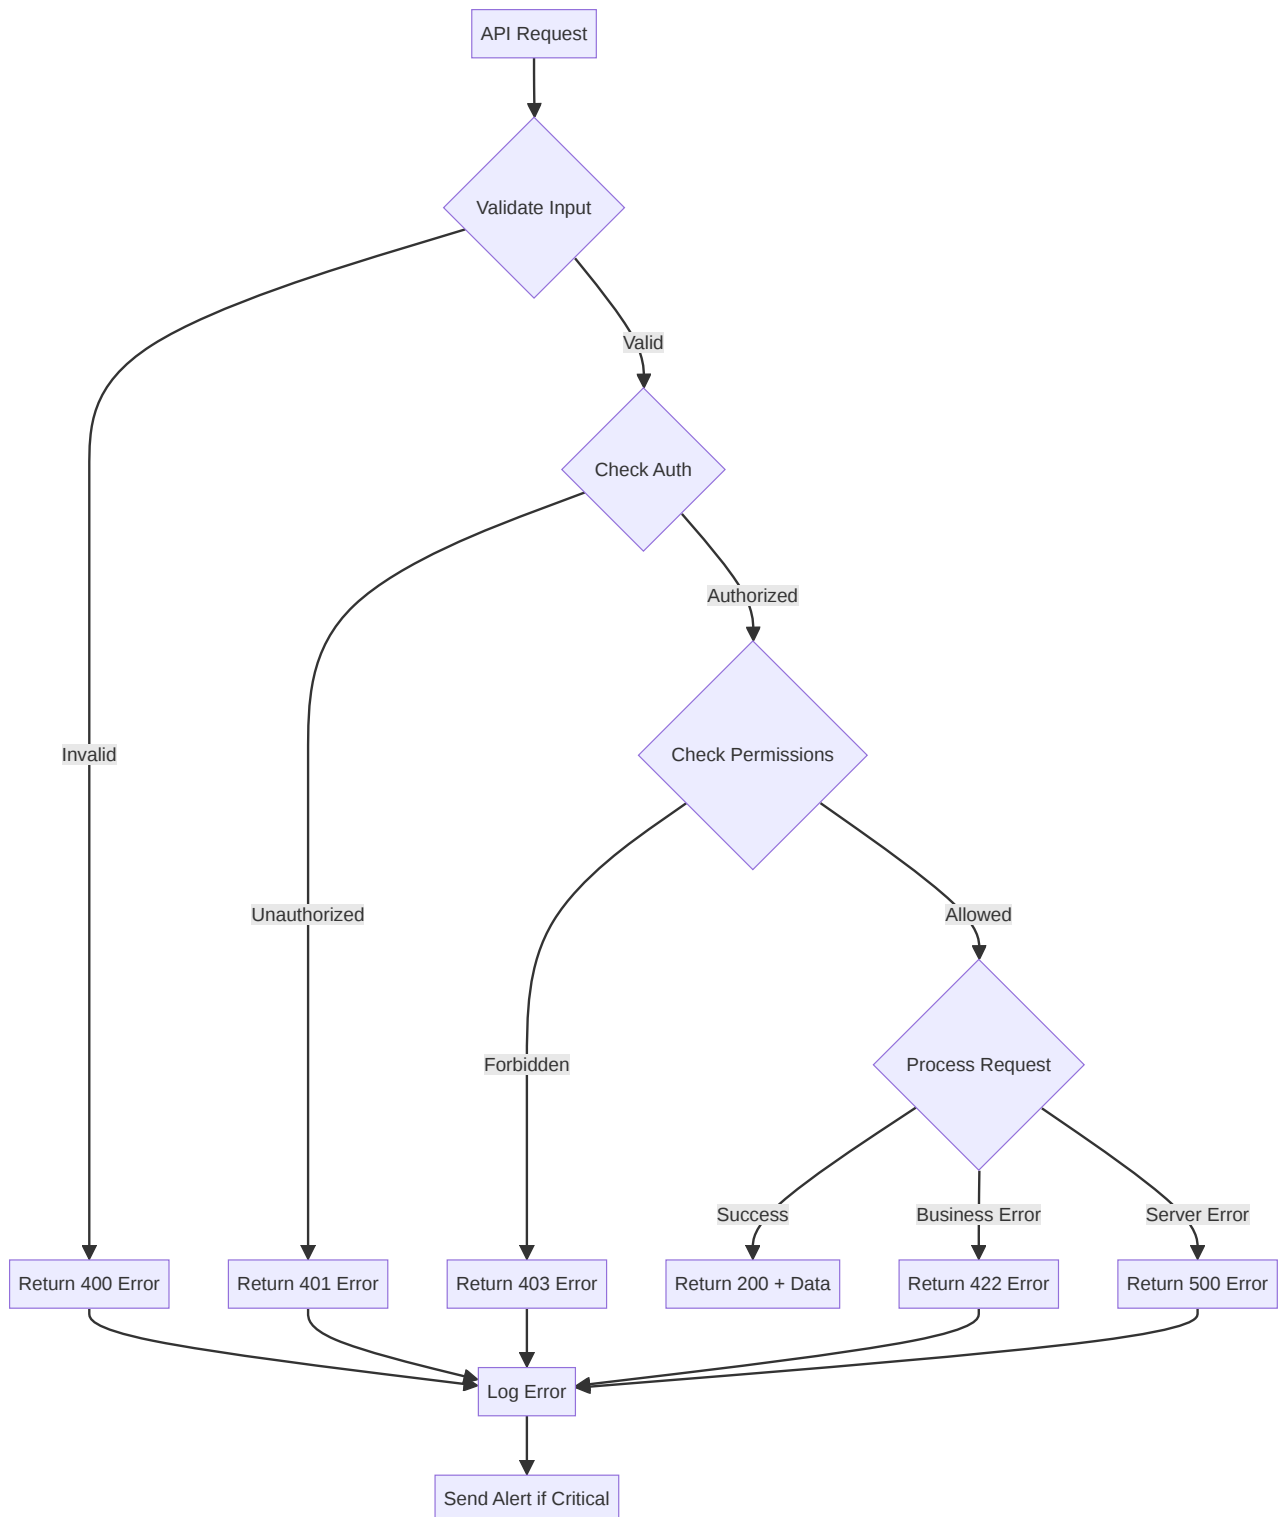 API Request
Validate Input
Valid
Check Auth
Authorized
Invalid
Check Permissions
Unauthorized
Allowed
Forbidden
Process Request
Success
Business Error
Server Error
Return 400 Error
Return 401 Error
Return 403 Error
Return 200 + Data
Return 422 Error
Return 500 Error
Log Error
Send Alert if Critical